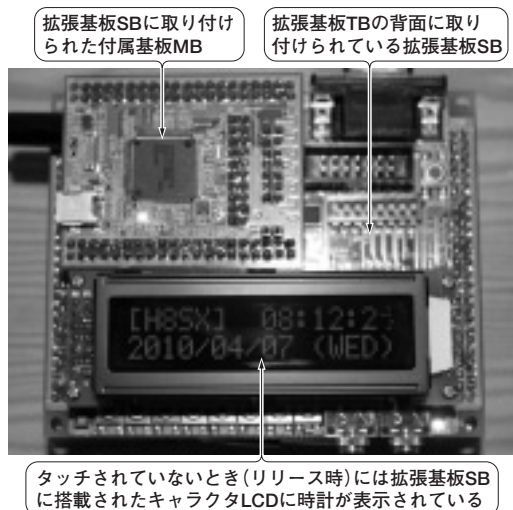 拡張基板SBに取り付け
られた付属基板MB
拡張基板TBの背面に取り
付けられている拡張基板SB
[H8SX] 08:12:2
2010/04/07 (WED)
タッチされていないとき(リリース時)には拡張基板SB
に搭載されたキャラクタLCDに時計が表示されている